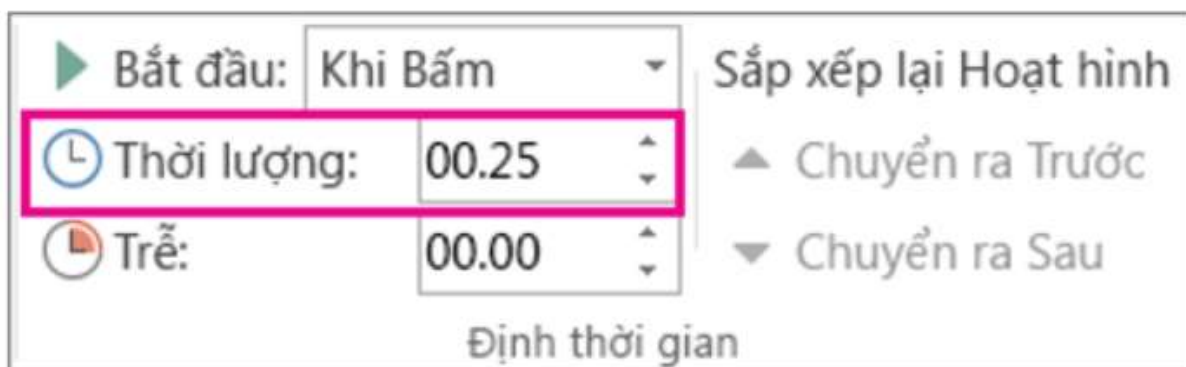 Bắt đầu: Khi Bấm Sắp xếp lại Hoạt hình
Thời lượng: 00.25 Chuyển ra Trước
Trễ: 00.00 Chuyển ra Sau
Định thời gian